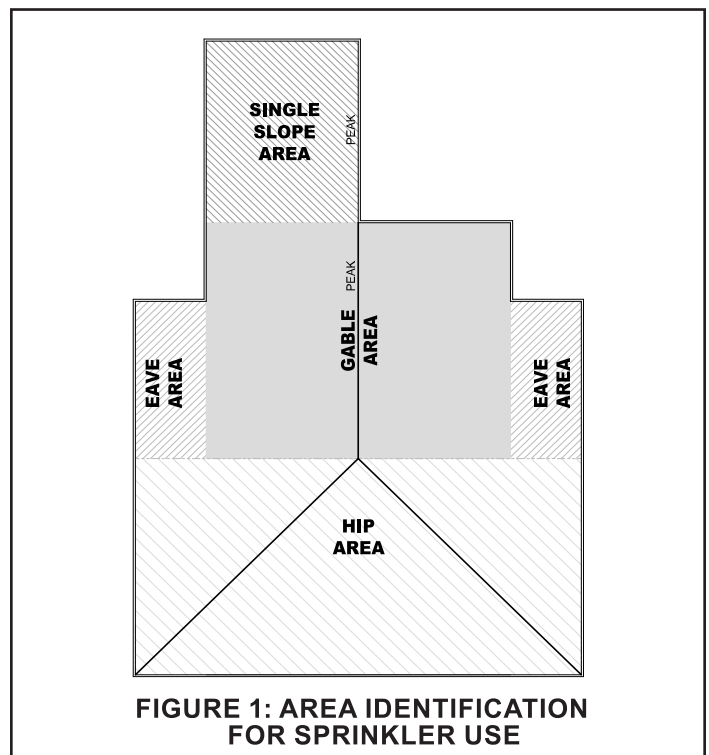 SINGLE
SLOPE
AREA
PEAK
PEAK
GABLE
AREA
EAVE
AREA
EAVE
AREA
HIP
AREA
FIGURE 1: AREA IDENTIFICATION
FOR SPRINKLER USE